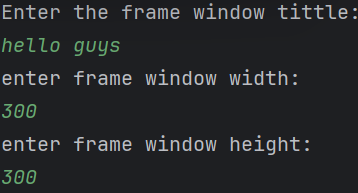 Enter the frame window tittle:
hello guys
enter frame window width:
300
enter frame window height:
300